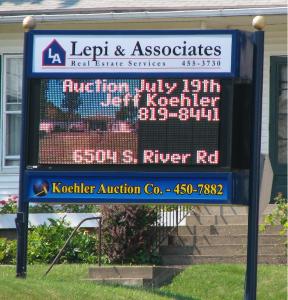 LA
Lepi & Associates
Real Estate Services 453-3730
Auction July 19th
Jeff Koehler
819-8441
6504 S. River Rd
Koehler Auction Co. - 450-7882